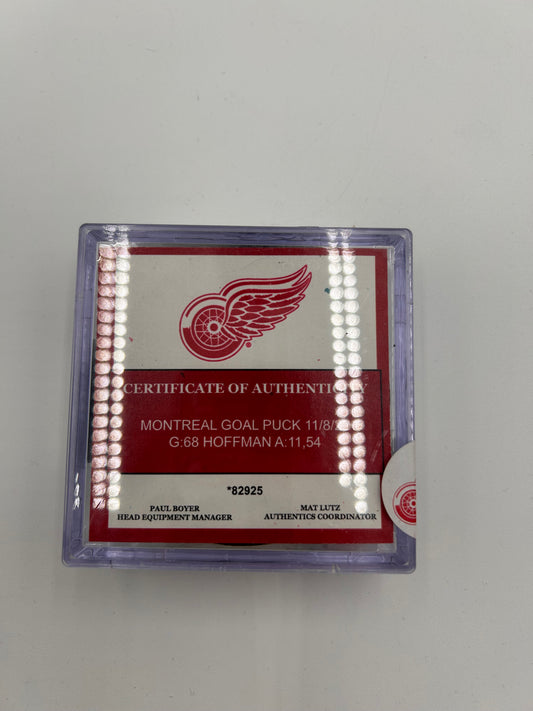 CERTIFICATE OF AUTHENTICITY
MONTREAL GOAL PUCK 11/8/
G:68 HOFFMAN A:11,54
*82925
PAUL BOYER
HEAD EQUIPMENT MANAGER
MAT LUTZ
AUTHENTICS COORDINATOR